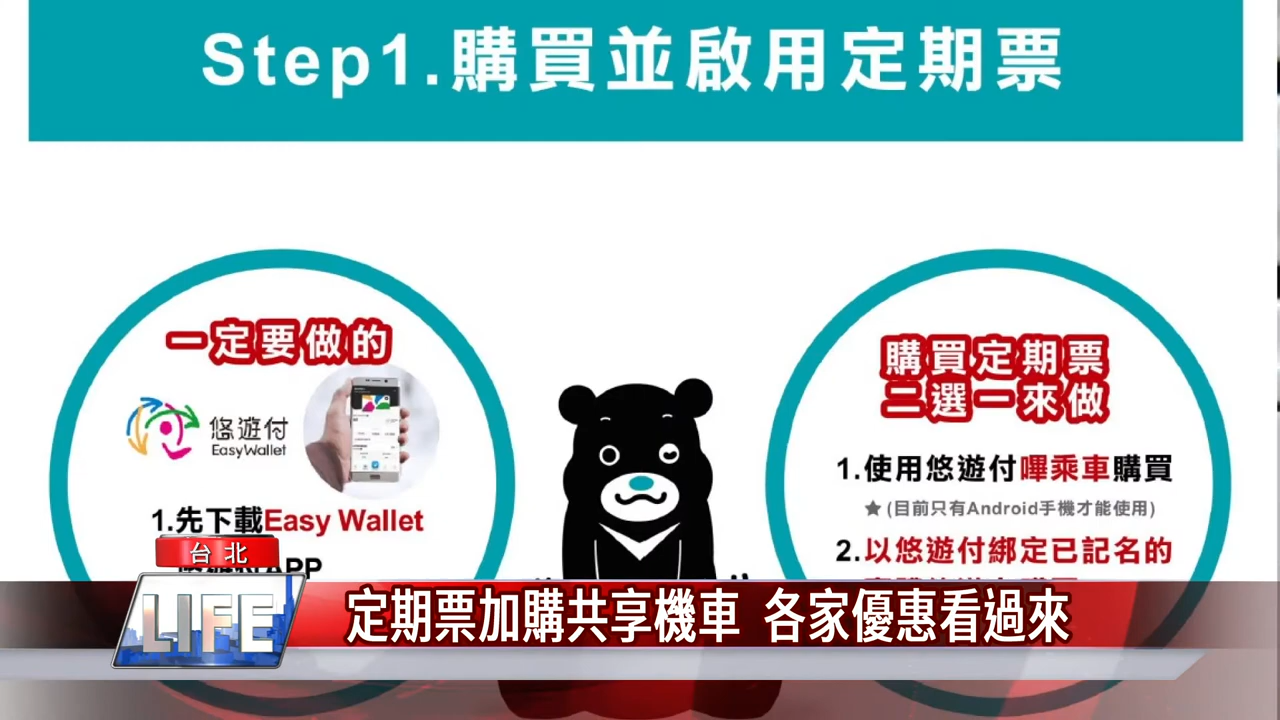 Step1.購買並啟用定期票
一定要做的
悠遊付
EasyWallet
1.先下載Easy Wallet
購買定期票
二選一來做
1.使用悠遊付嗶乘車購買
★(目前只有Android手機才能使用)
2.以悠遊付綁定已記名的
台北
LIFE
定期票加購共享機車 各家優惠看過來